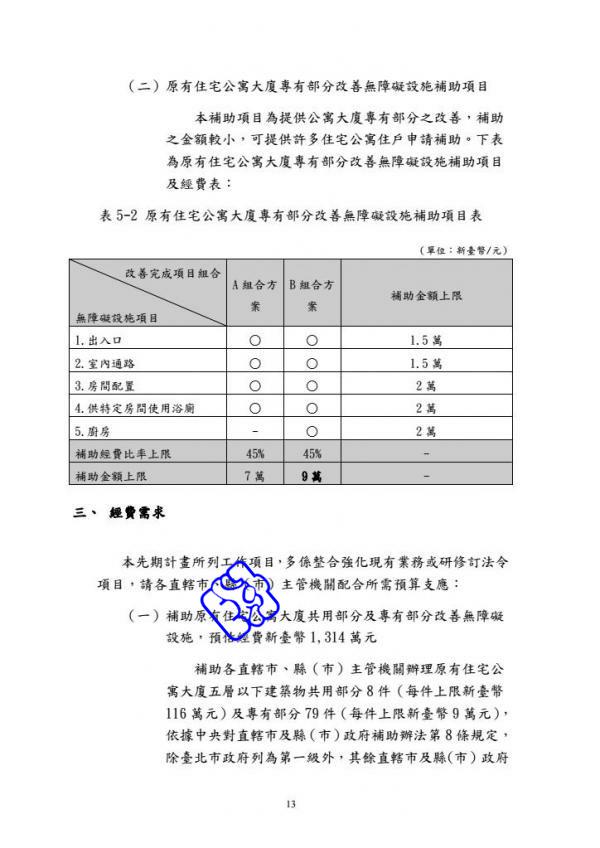 （二）原有住宅公寓大廈專有部分改善無障礙設施補助項目
本補助項目為提供公寓大廈專有部分之改善，補助
之金額較小，可提供許多住宅公寓住戶申請補助。下表
為原有住宅公寓大廈專有部分改善無障礙設施補助項目
及經費表：
表 5-2 原有住宅公寓大廈專有部分改善無障礙設施補助項目表
（單位：新臺幣/元）
改善完成項目組合
無障礙設施項目
A 組合方
案
B 組合方
案
補助金額上限
1.出入口 ○ ○ 1.5 萬
2.室內通路 ○ ○ 1.5 萬
3.房間配置 ○ ○ 2 萬
4.供特定房間使用浴廁 ○ ○ 2 萬
5.廚房 - ○ 2 萬
補助經費比率上限 45% 45% -
補助金額上限 7 萬 9 萬 -
三、 經費需求
本先期計畫所列工作項目，多係整合強化現有業務或研修訂法令
項目，請各直轄市、縣（市）主管機關配合所需預算支應：
（一）補助原有住宅公寓大廈共用部分及專有部分改善無障礙
設施，預估經費新臺幣 1,314 萬元
補助各直轄市、縣（市）主管機關辦理原有住宅公
寓大廈五層以下建築物共用部分 8 件（每件上限新臺幣
116 萬元）及專有部分 79 件（每件上限新臺幣 9 萬元），
依據中央對直轄市及縣（市）政府補助辦法第 8 條規定，
除臺北市政府列為第一級外，其餘直轄市及縣(市）政府
13